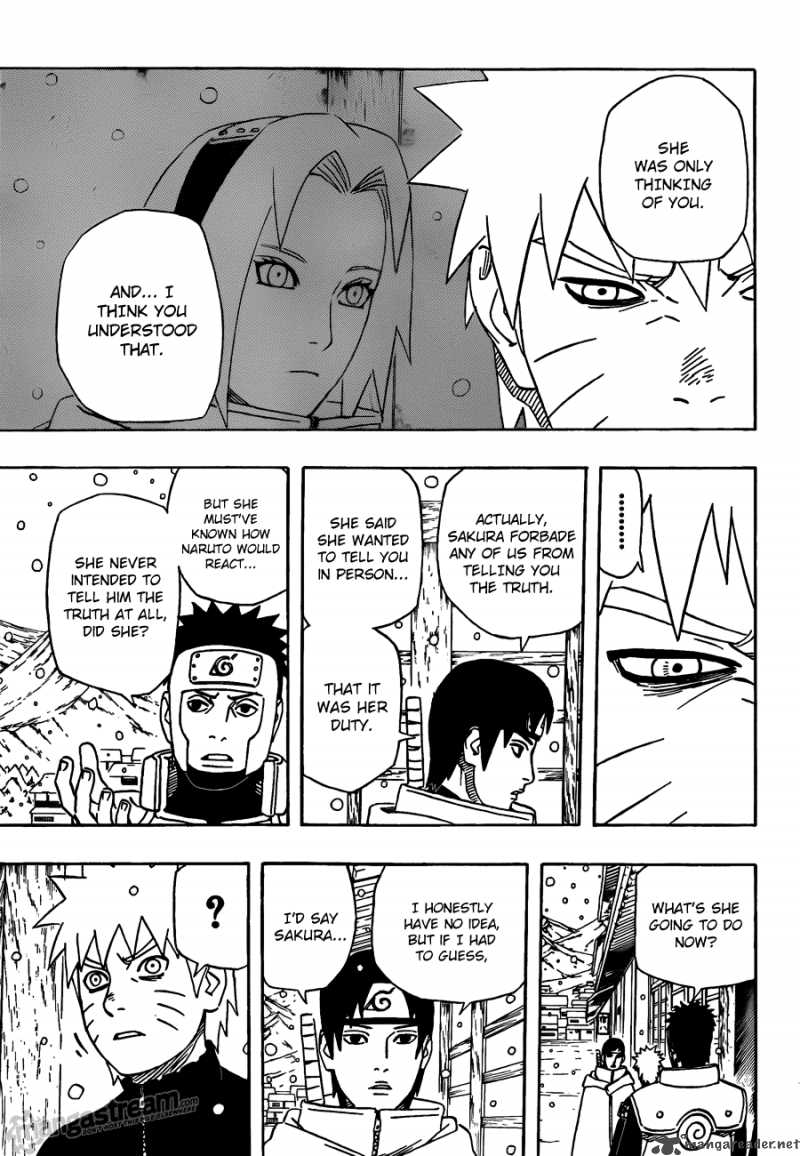 SHE
WAS ONLY
THINKING
OF YOU.
AND... I
THINK YOU
UNDERSTOOD
THAT.
.........
ACTUALLY,
SAKURA FORBADE
ANY OF US FROM
TELLING YOU
THE TRUTH.
SHE SAID
SHE WANTED
TO TELL YOU
IN PERSON...
THAT IT
WAS HER
DUTY.
BUT SHE
MUST'VE
KNOWN HOW
NARUTO WOULD
REACT...
SHE NEVER
INTENDED TO
TELL HIM THE
TRUTH AT ALL,
DID SHE?
WHAT'S SHE
GOING TO DO
NOW?
I HONESTLY
HAVE NO IDEA,
BUT IF I HAD
TO GUESS,
I'D SAY
SAKURA...
?
Mangastream.com
mangareader.net